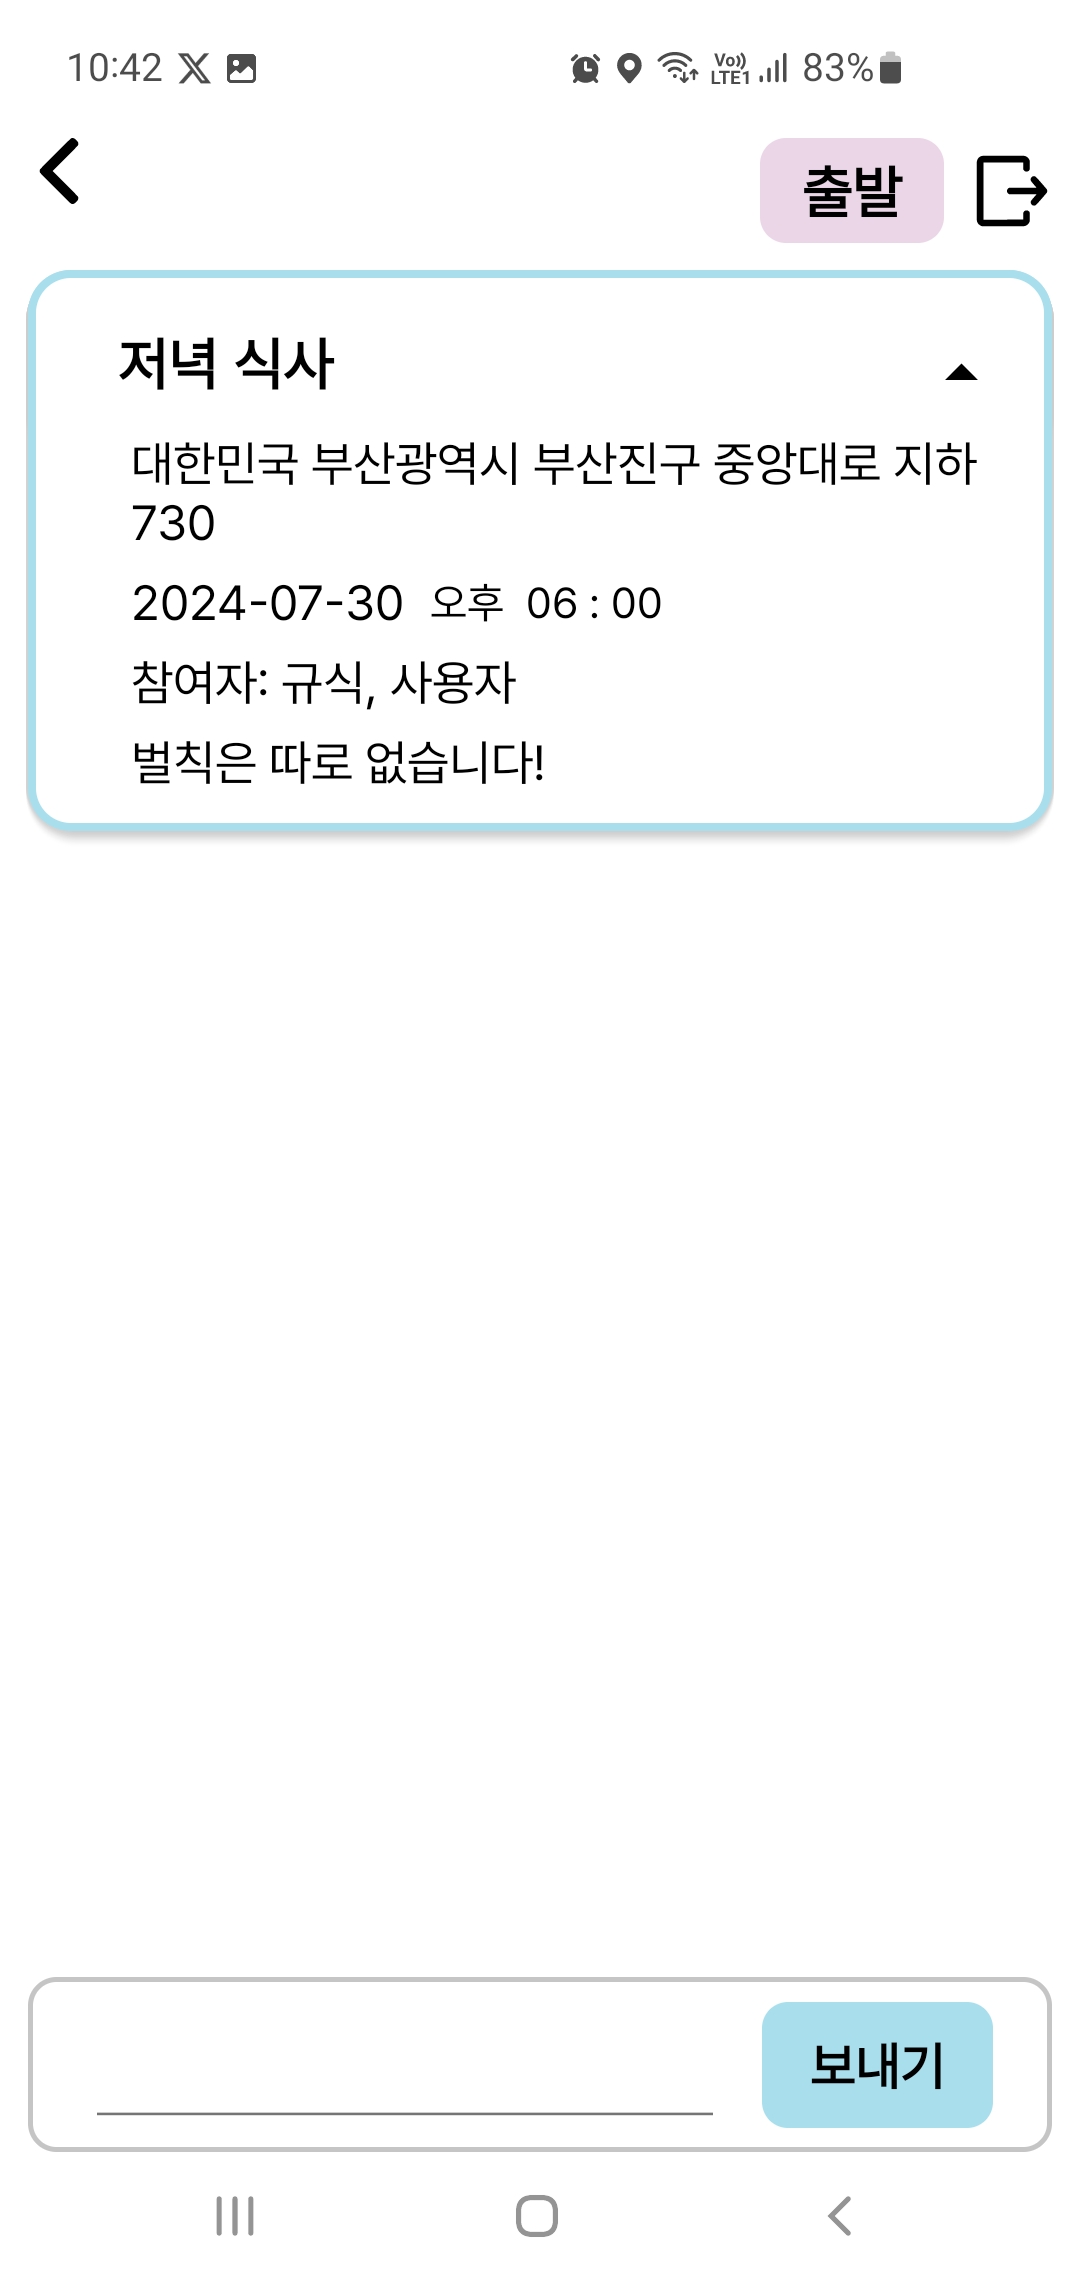 10:42 Vo)) LTE1 83%
출발
저녁 식사
대한민국 부산광역시 부산진구 중앙대로 지하
730
2024-07-30 오후 06 : 00
참여자: 규식, 사용자
벌칙은 따로 없습니다!
보내기